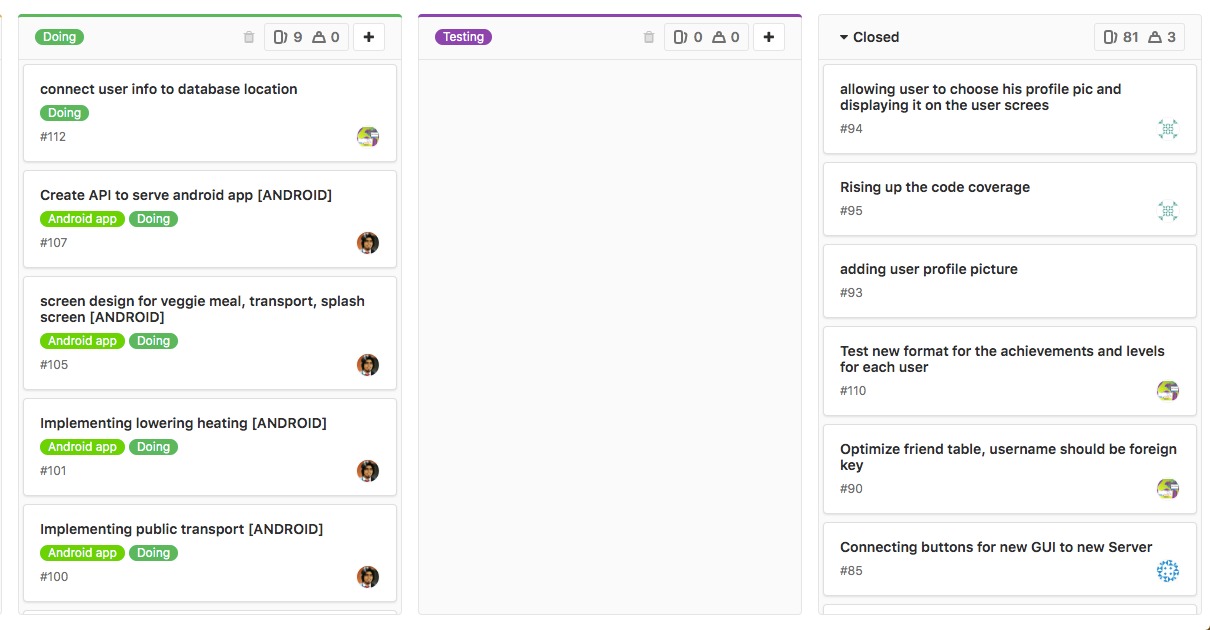 Doing 9 0 +
connect user info to database location
Doing
#112
Create API to serve android app [ANDROID]
Android app Doing
#107
screen design for veggie meal, transport, splash
screen [ANDROID]
Android app Doing
#105
Implementing lowering heating [ANDROID]
Android app Doing
#101
Implementing public transport [ANDROID]
Android app Doing
#100
Testing 0 0 +
Closed 81 3
allowing user to choose his profile pic and
displaying it on the user screes
#94
Rising up the code coverage
#95
adding user profile picture
#93
Test new format for the achievements and levels
for each user
#110
Optimize friend table, username should be foreign
key
#90
Connecting buttons for new GUI to new Server
#85